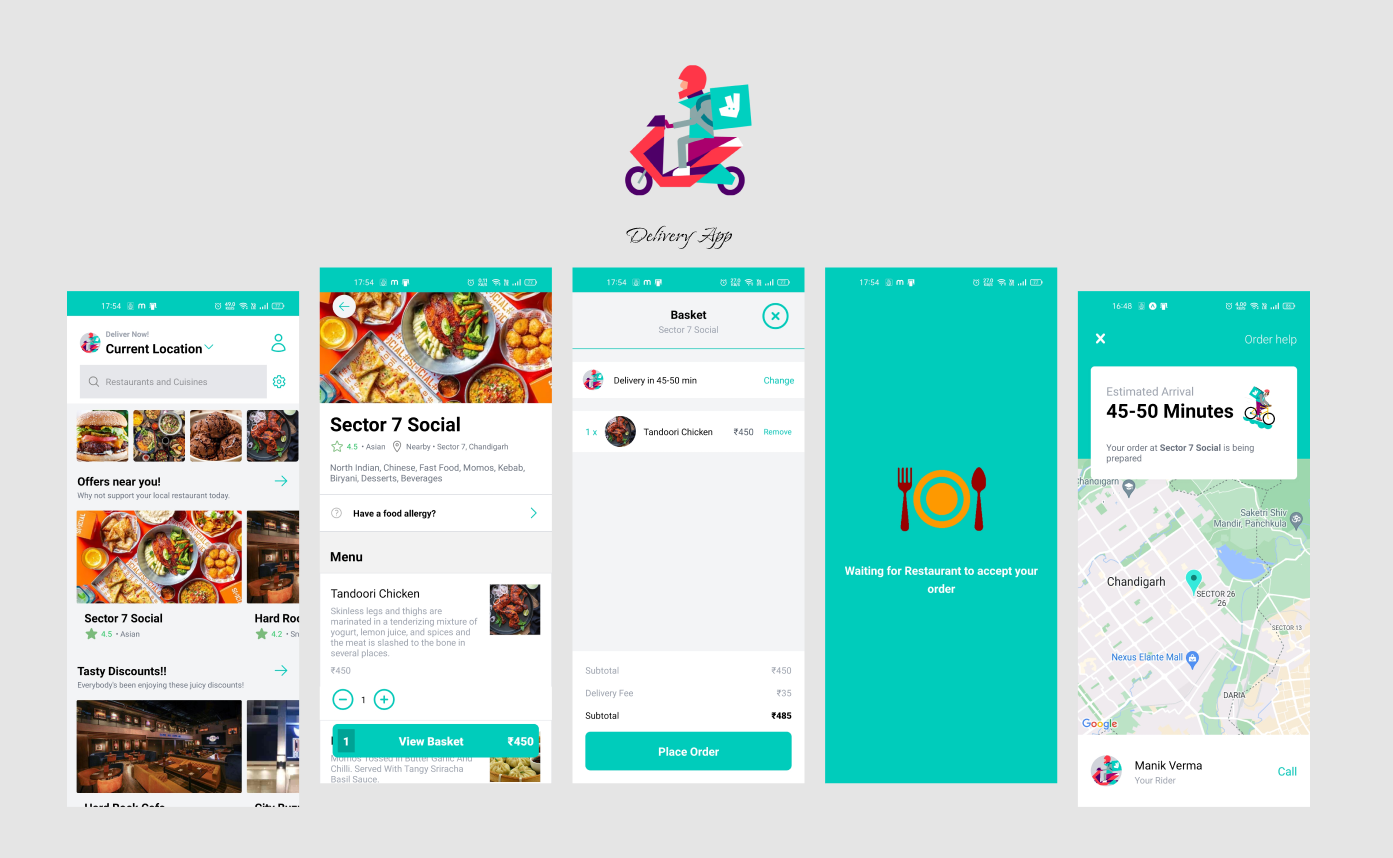 Delivery App
17:54
Deliver Now!
Current Location
Restaurants and Cuisines
Offers near you!
Why not support your local restaurant today.
Sector 7 Social
4.5 • Asian
Hard Roc
4.2 • Sn
Tasty Discounts!!
Everybody's been enjoying these juicy discounts!
Hard Rock Cafe
17:54
Sector 7 Social
4.5 • Asian Nearby • Sector 7, Chandigarh
North Indian, Chinese, Fast Food, Momos, Kebab,
Biryani, Desserts, Beverages
Have a food allergy?
Menu
Tandoori Chicken
Skinless legs and thighs are
marinated in a tenderizing mixture of
yogurt, lemon juice, and spices and
the meat is slashed to the bone in
several places.
₹450
1
1 View Basket ₹450
Momos Tossed In Butter Garlic And
Chilli. Served With Tangy Sriracha
Basil Sauce.
17:54
Basket
Sector 7 Social
Delivery in 45-50 min Change
1 x Tandoori Chicken ₹450 Remove
Subtotal ₹450
Delivery Fee ₹35
Subtotal ₹485
Place Order
17:54
Waiting for Restaurant to accept your
order
16:48
Order help
Estimated Arrival
45-50 Minutes
Your order at Sector 7 Social is being
prepared
handigarh
Saketri Shiv
Mandir, Panchkula
Chandigarh
SECTOR 26
26
SECTOR 13
Nexus Elante Mall
DARIA
Google
Manik Verma
Your Rider
Call